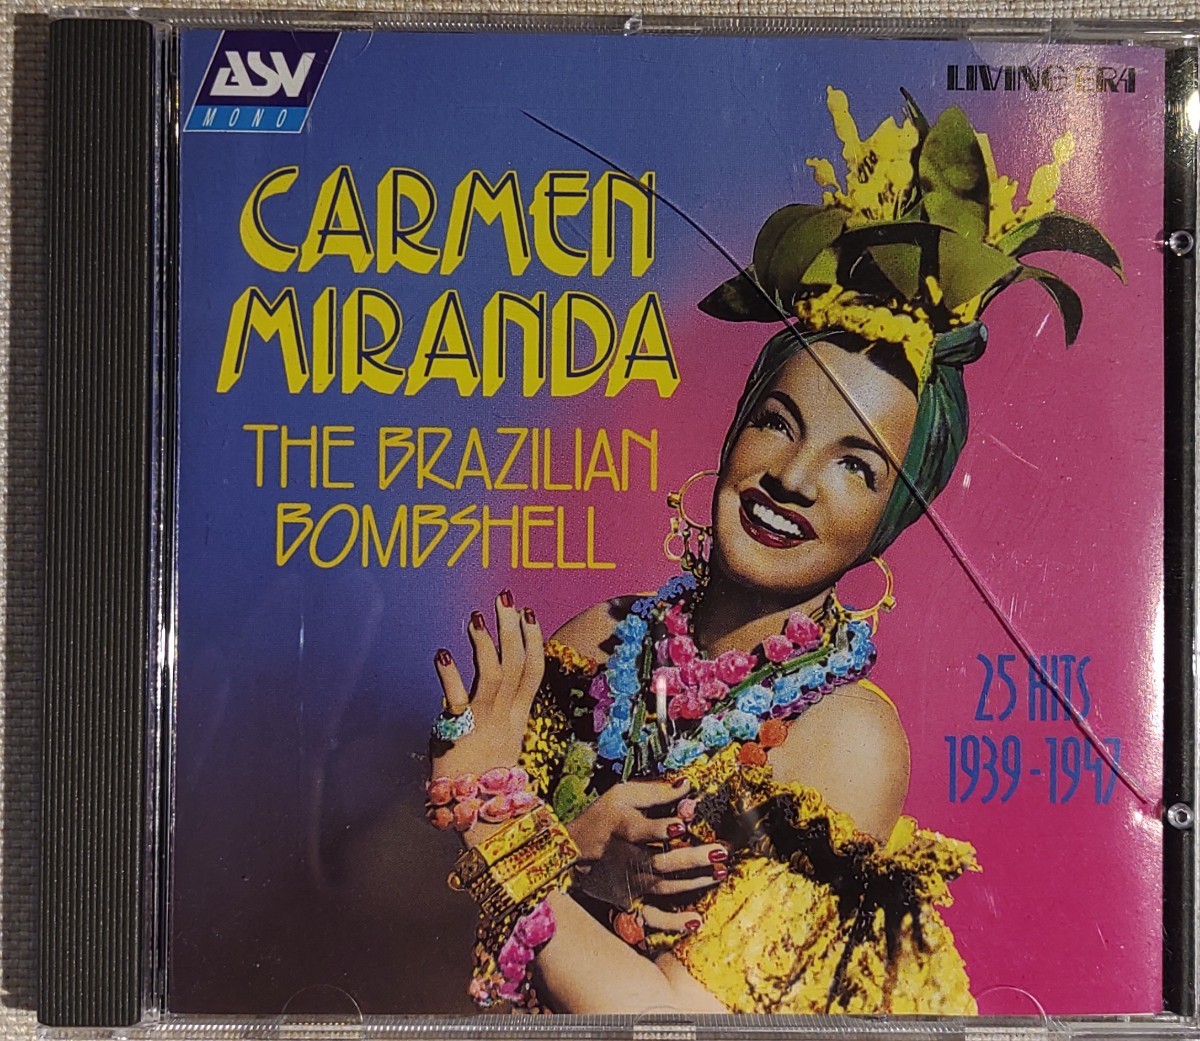 ASV
MONO
LIVING ERA
CARMEN
MIRANDA
THE BRAZILIAN
BOMBSHELL
25 HITS
1939-1947